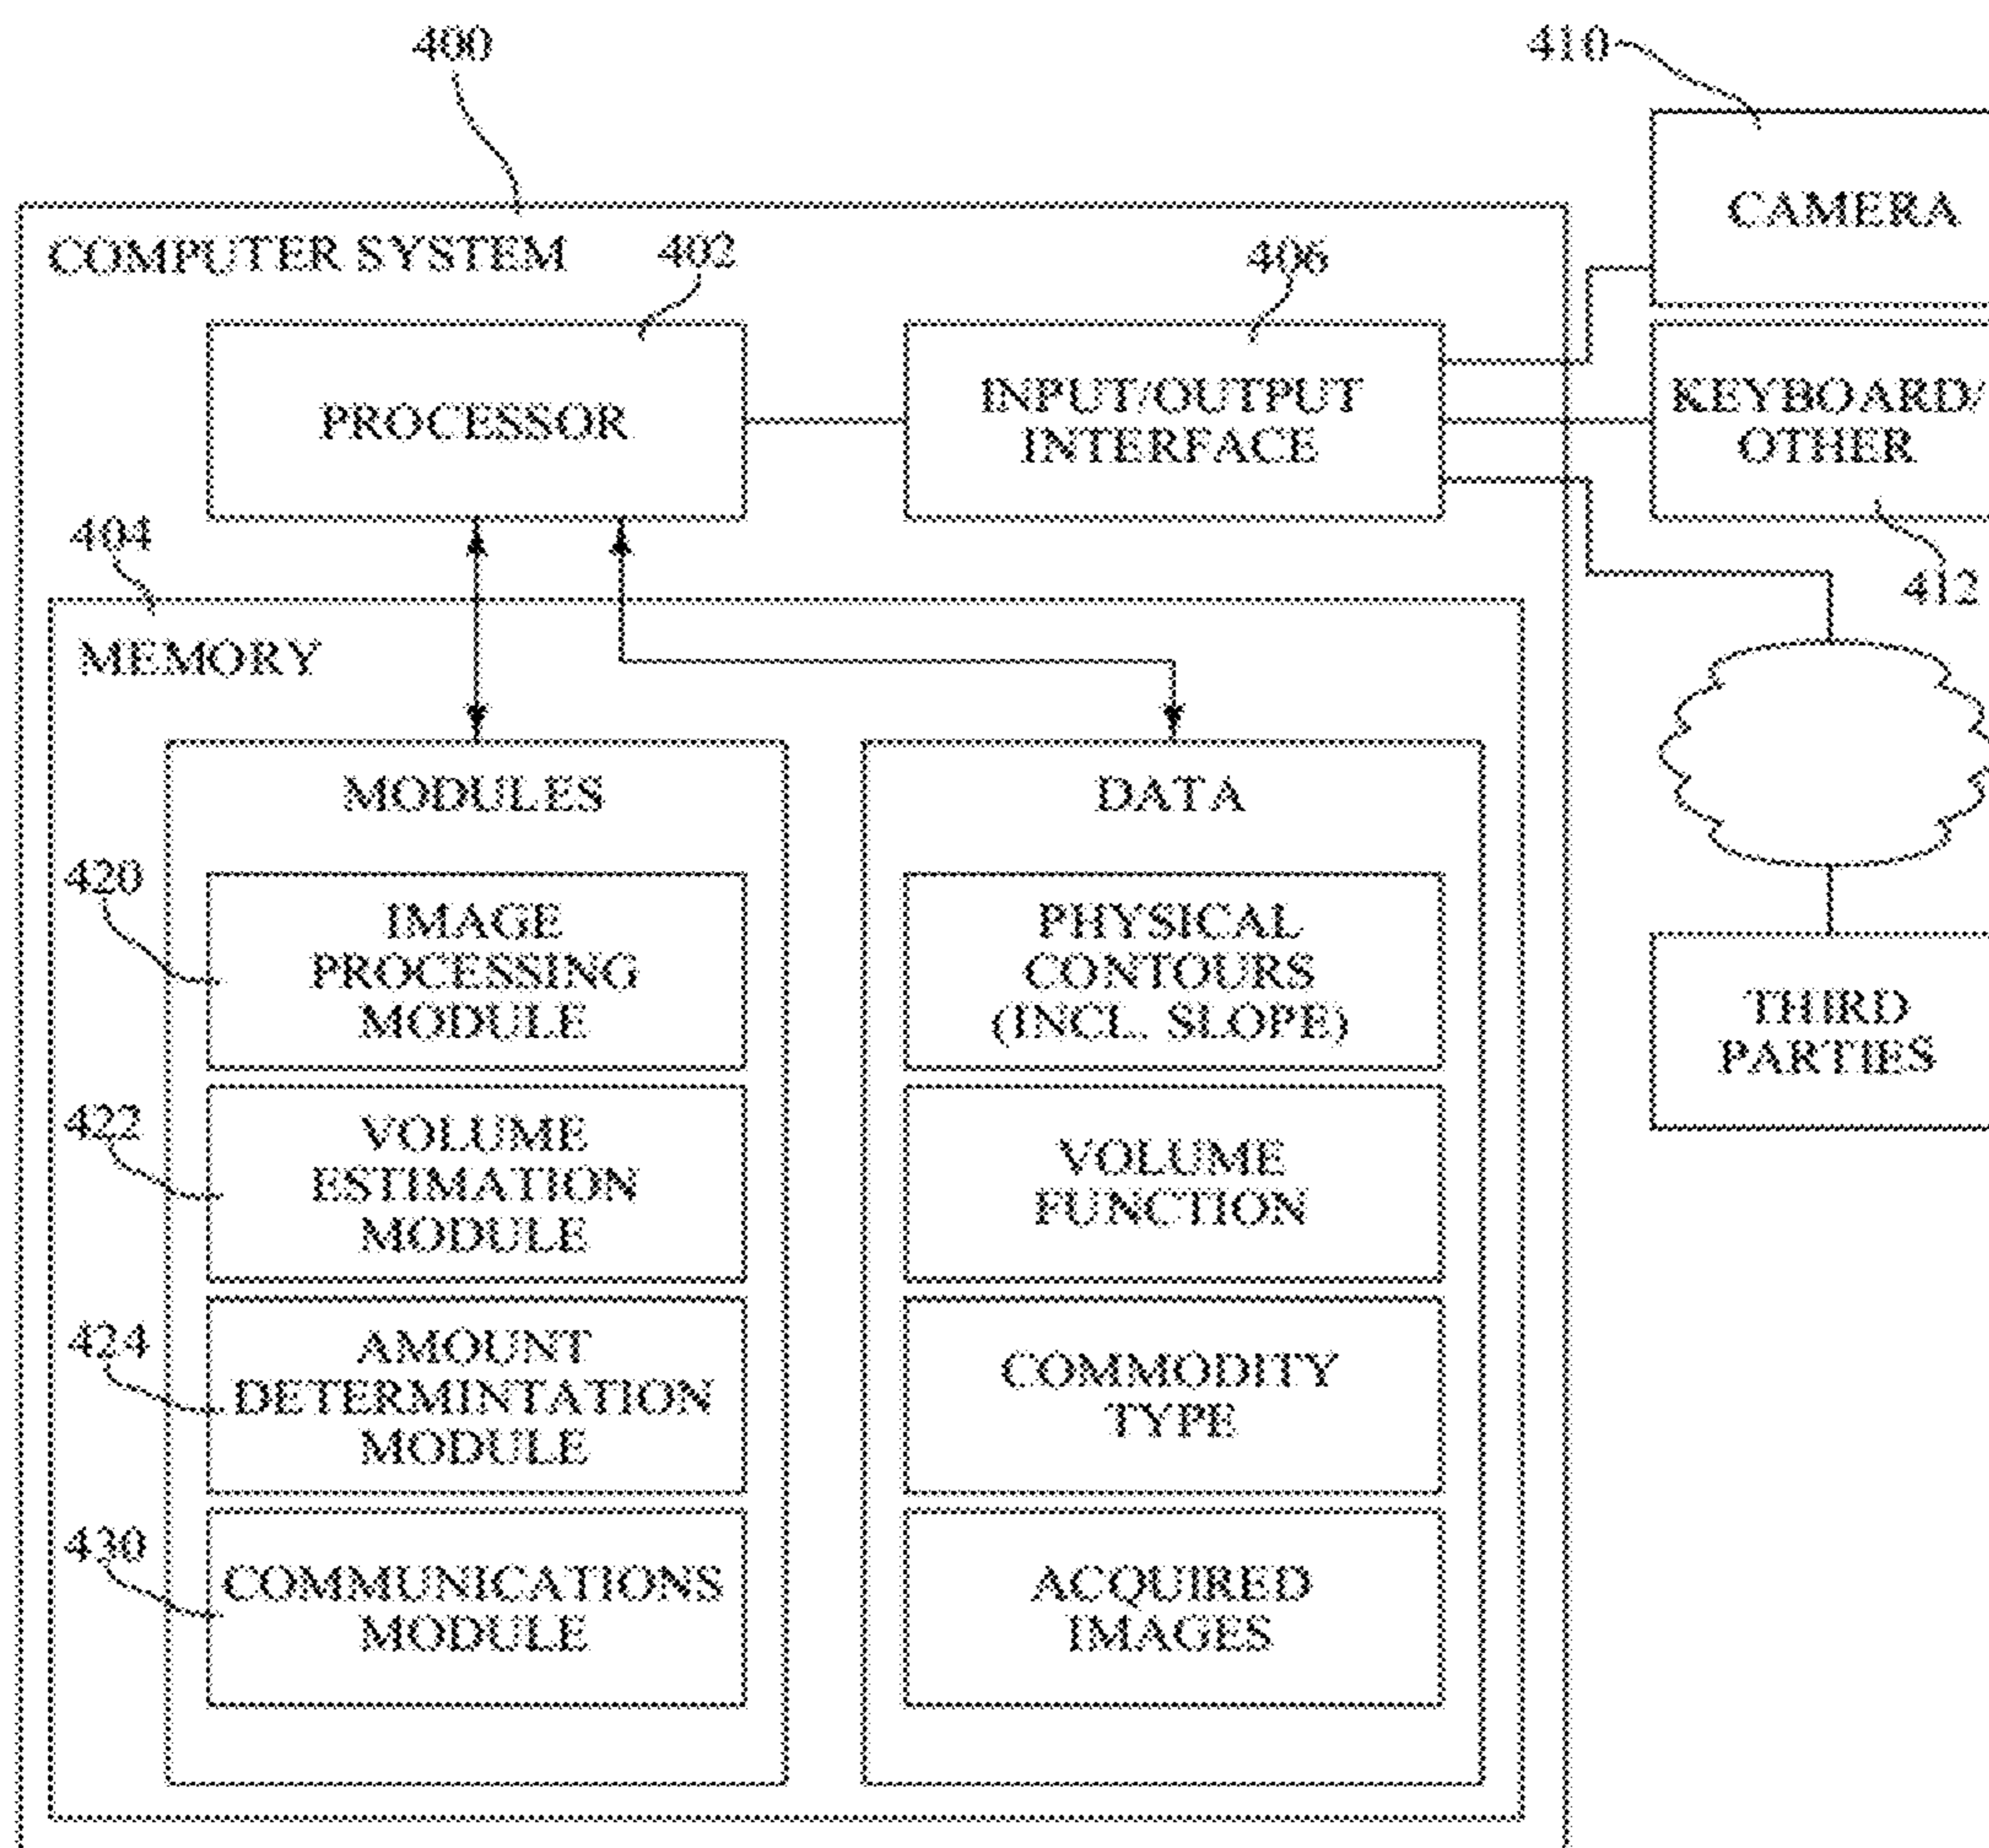 400
410
COMPUTER SYSTEM
402
406
CAMERA
PROCESSOR
INPUT/OUTPUT
INTERFACE
KEYBOARD/
OTHER
412
404
MEMORY
MODULES
420
IMAGE
PROCESSING
MODULE
422
VOLUME
ESTIMATION
MODULE
424
AMOUNT
DETERMINTATION
MODULE
430
COMMUNICATIONS
MODULE
DATA
PHYSICAL
CONTOURS
(INCL. SLOPE)
VOLUME
FUNCTION
COMMODITY
TYPE
ACQUIRED
IMAGES
THIRD
PARTIES